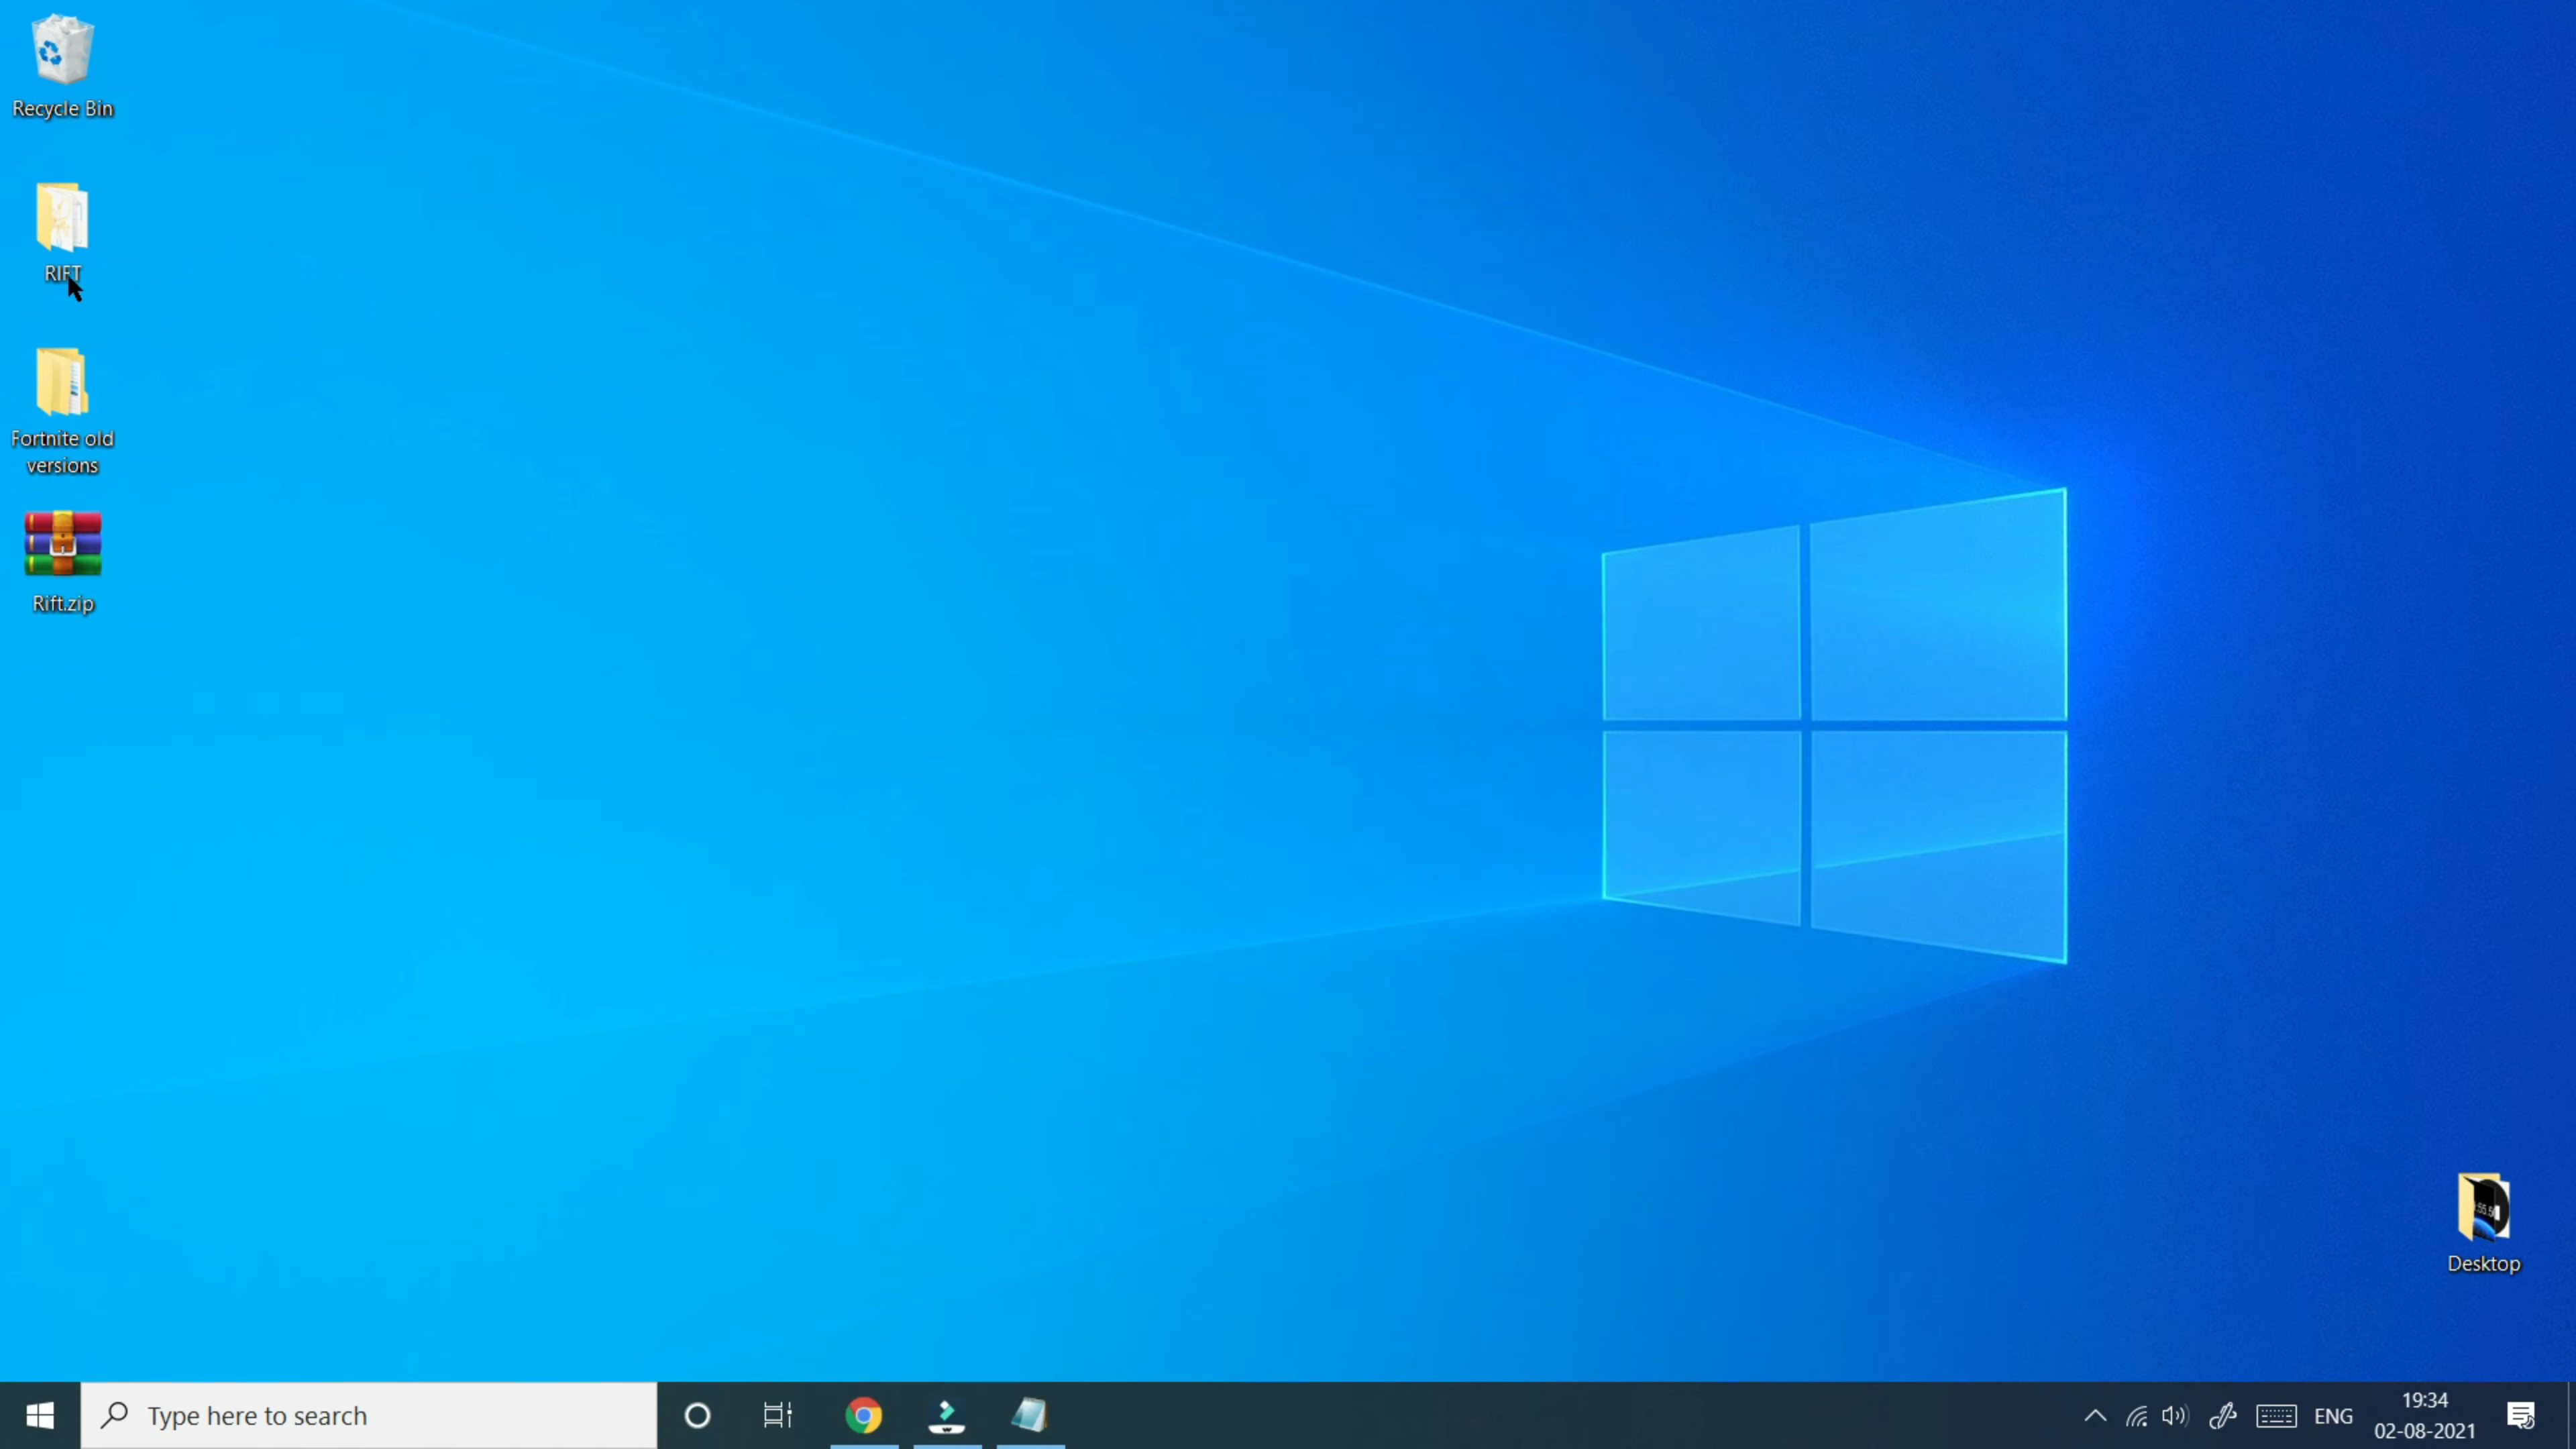 Recycle Bin
RIFT
Fortnite old
versions
Rift.zip
Desktop
Type here to search
ENG
19:34
02-08-2021